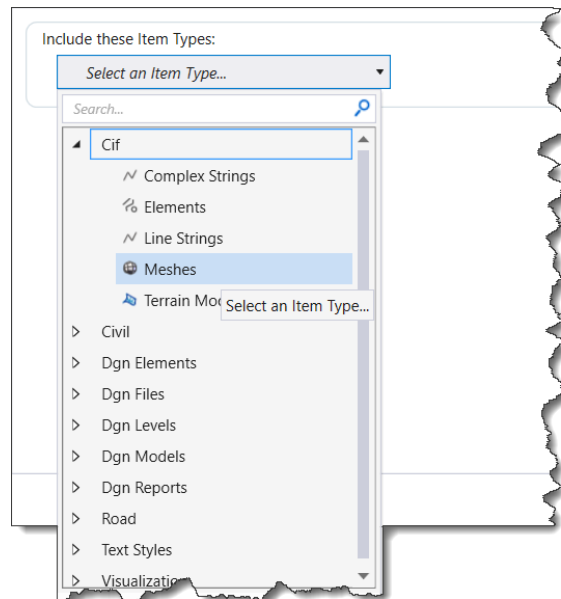 Include these Item Types:
Select an Item Type...
Search...
Cif
Complex Strings
Elements
Line Strings
Meshes
Terrain
Select an Item Type...
Civil
Dgn Elements
Dgn Files
Dgn Levels
Dgn Models
Dgn Reports
Road
Text Styles